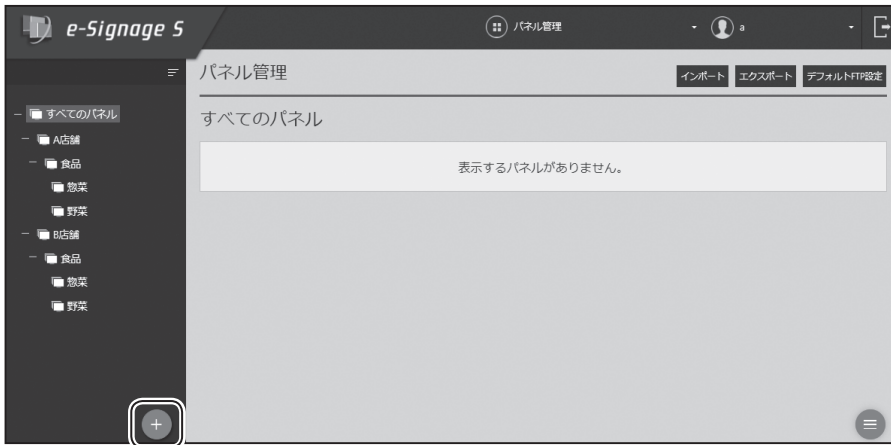 e-Signage S
パネル管理
a
パネル管理
インポート
エクスポート
デフォルトFTP設定
すべてのパネル
A店舗
食品
惣菜
野菜
B店舗
食品
惣菜
野菜
すべてのパネル
表示するパネルがありません。